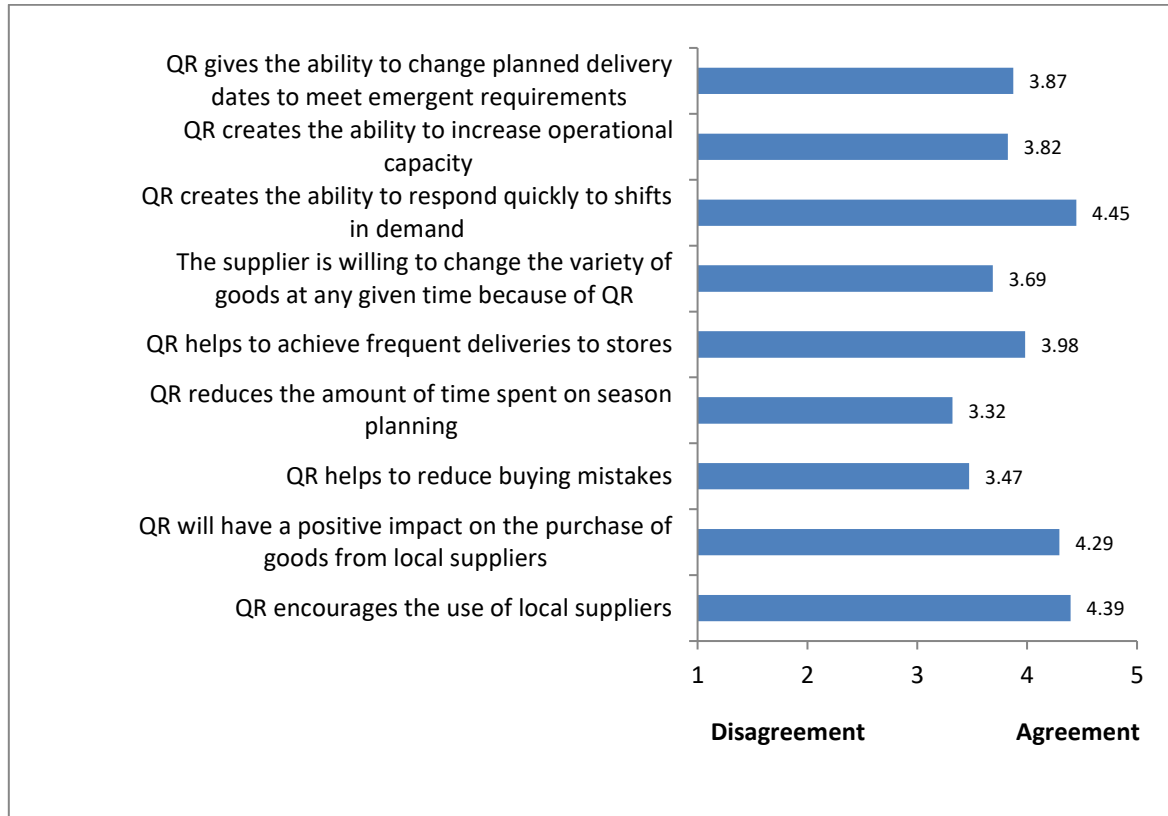 QR gives the ability to change planned delivery
dates to meet emergent requirements
3.87
QR creates the ability to increase operational
capacity
3.82
QR creates the ability to respond quickly to shifts
in demand
4.45
The supplier is willing to change the variety of
goods at any given time because of QR
3.69
QR helps to achieve frequent deliveries to stores
3.98
QR reduces the amount of time spent on season
planning
3.32
QR helps to reduce buying mistakes
3.47
QR will have a positive impact on the purchase of
goods from local suppliers
4.29
QR encourages the use of local suppliers
4.39
1 2 3 4 5
Disagreement Agreement